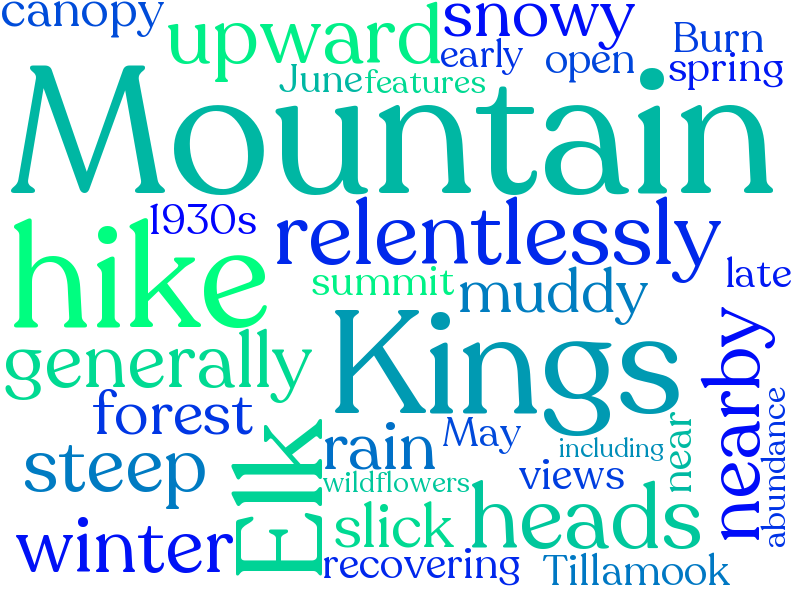 canopy
upward
snowy
early
open
Burn
spring
June
features
Mountain
1930s
relentlessly
hike
summit
muddy
late
generally
Kings
nearby
forest
steep
Elk
rain
May
including
near
abundance
wildflowers
views
winter
slick
heads
recovering
Tillamook